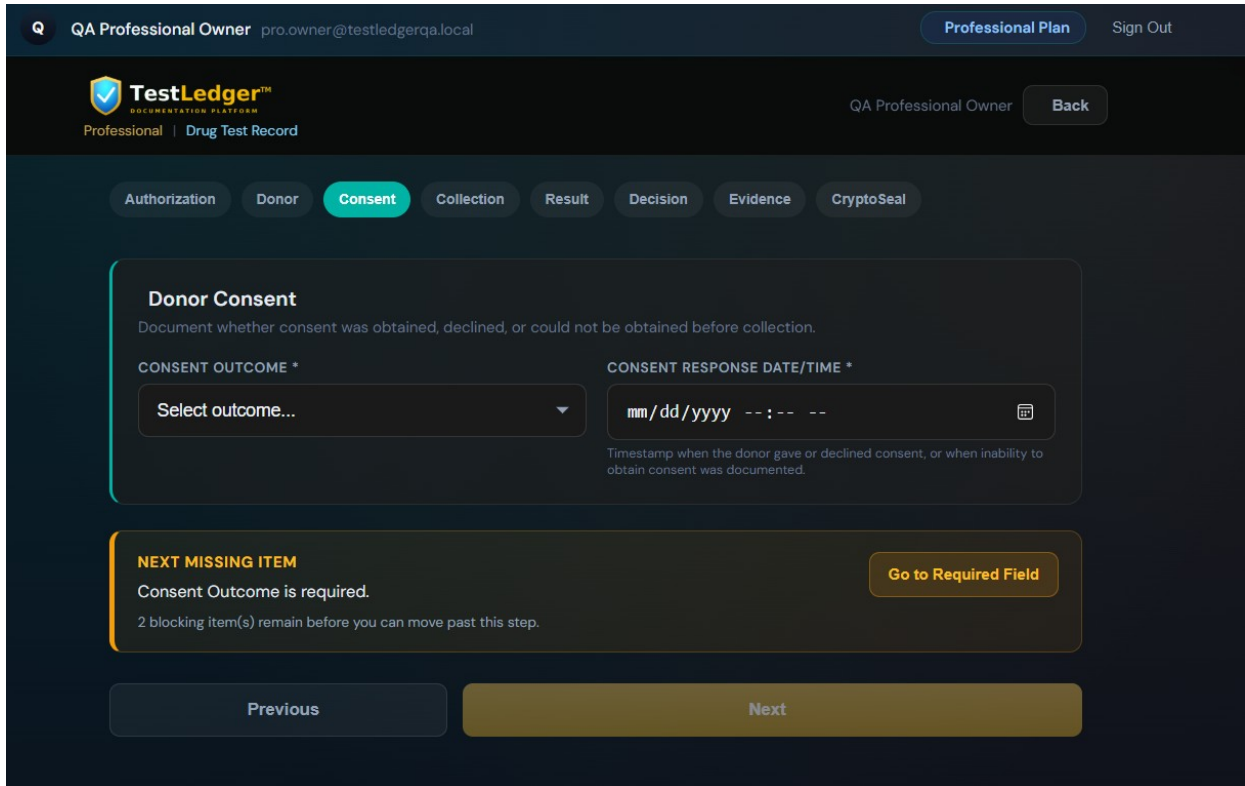 Q QA Professional Owner pro.owner@testledgerqa.local Professional Plan Sign Out
TestLedger™
DOCUMENTATION PLATFORM
Professional | Drug Test Record
QA Professional Owner Back
Authorization Donor Consent Collection Result Decision Evidence CryptoSeal
Donor Consent
Document whether consent was obtained, declined, or could not be obtained before collection.
CONSENT OUTCOME * CONSENT RESPONSE DATE/TIME *
Select outcome... mm/dd/yyyy --:-- --
Timestamp when the donor gave or declined consent, or when inability to
obtain consent was documented.
NEXT MISSING ITEM
Consent Outcome is required.
Go to Required Field
2 blocking item(s) remain before you can move past this step.
Previous Next